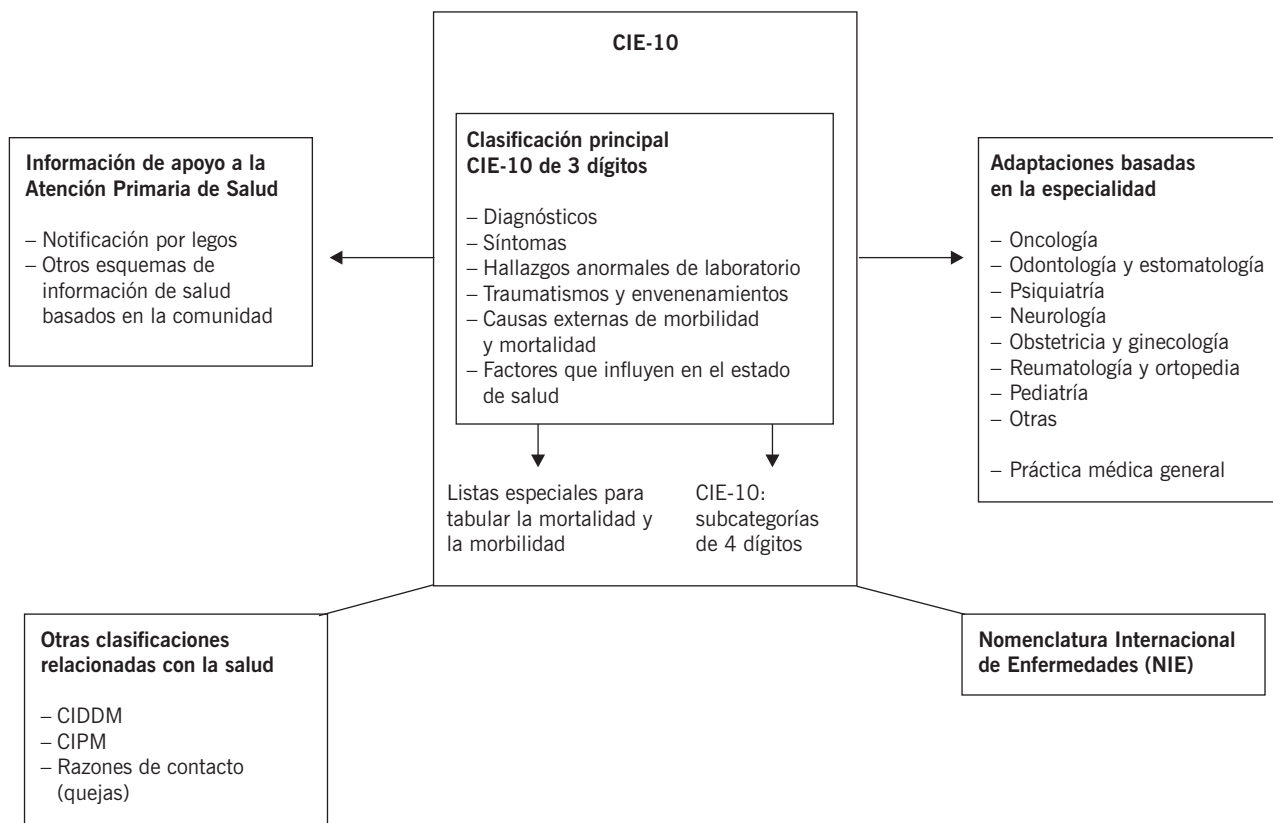 CIE-10
Clasificación principal
CIE-10 de 3 dígitos
– Diagnósticos
– Síntomas
– Hallazgos anormales de laboratorio
– Traumatismos y envenenamientos
– Causas externas de morbilidad
y mortalidad
– Factores que influyen en el estado
de salud
Listas especiales para
tabular la mortalidad y
la morbilidad
CIE-10:
subcategorías
de 4 dígitos
Información de apoyo a la
Atención Primaria de Salud
– Notificación por legos
– Otros esquemas de
información de salud
basados en la comunidad
Adaptaciones basadas
en la especialidad
– Oncología
– Odontología y estomatología
– Psiquiatría
– Neurología
– Obstetricia y ginecología
– Reumatología y ortopedia
– Pediatría
– Otras
– Práctica médica general
Otras clasificaciones
relacionadas con la salud
– CIDDM
– CIPM
– Razones de contacto
(quejas)
Nomenclatura Internacional
de Enfermedades (NIE)